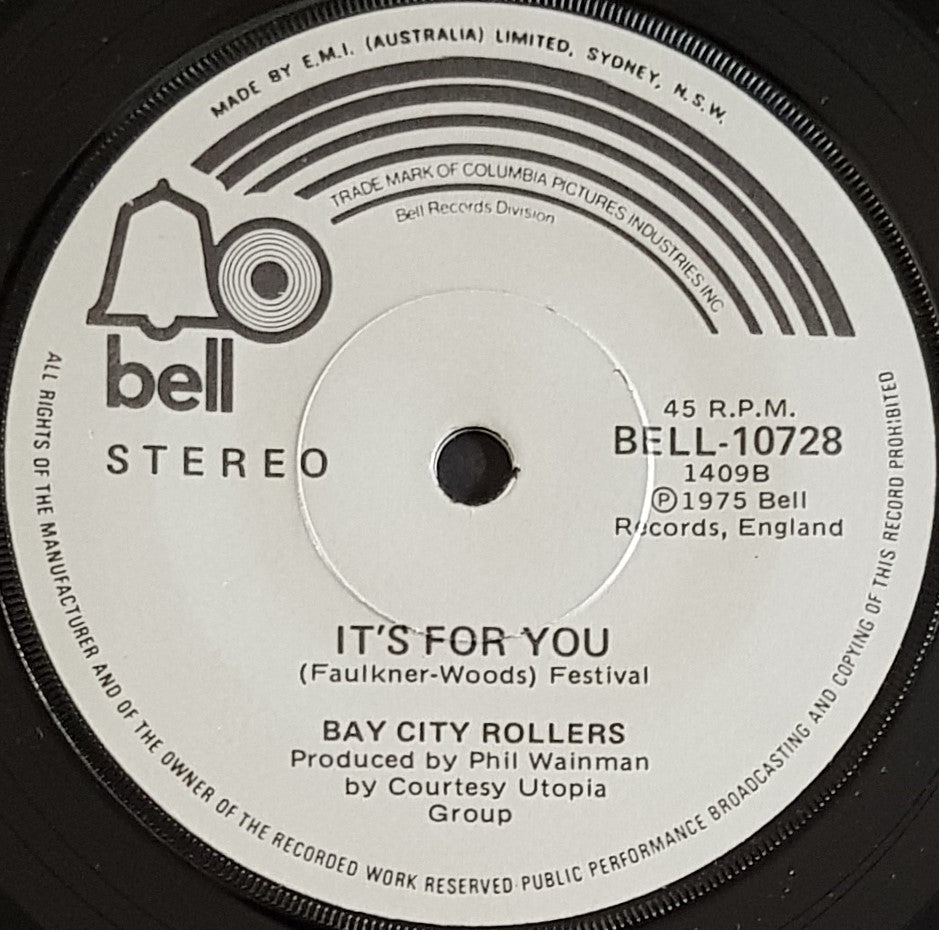 MADE BY E.M.I. (AUSTRALIA) LIMITED, SYDNEY, N.S.W.
TRADE MARK OF COLUMBIA PICTURES INDUSTRIES INC
Bell Records Division
bell
STEREO
45 R.P.M.
BELL-10728
1409B
Ⓟ1975 Bell
Records, England
IT'S FOR YOU
(Faulkner-Woods) Festival
BAY CITY ROLLERS
Produced by Phil Wainman
by Courtesy Utopia
Group
ALL RIGHTS OF THE MANUFACTURER AND OF THE OWNER OF THE RECORDED WORK RESERVED·PUBLIC PERFORMANCE BROADCASTING AND COPYING OF THIS RECORD PROHIBITED